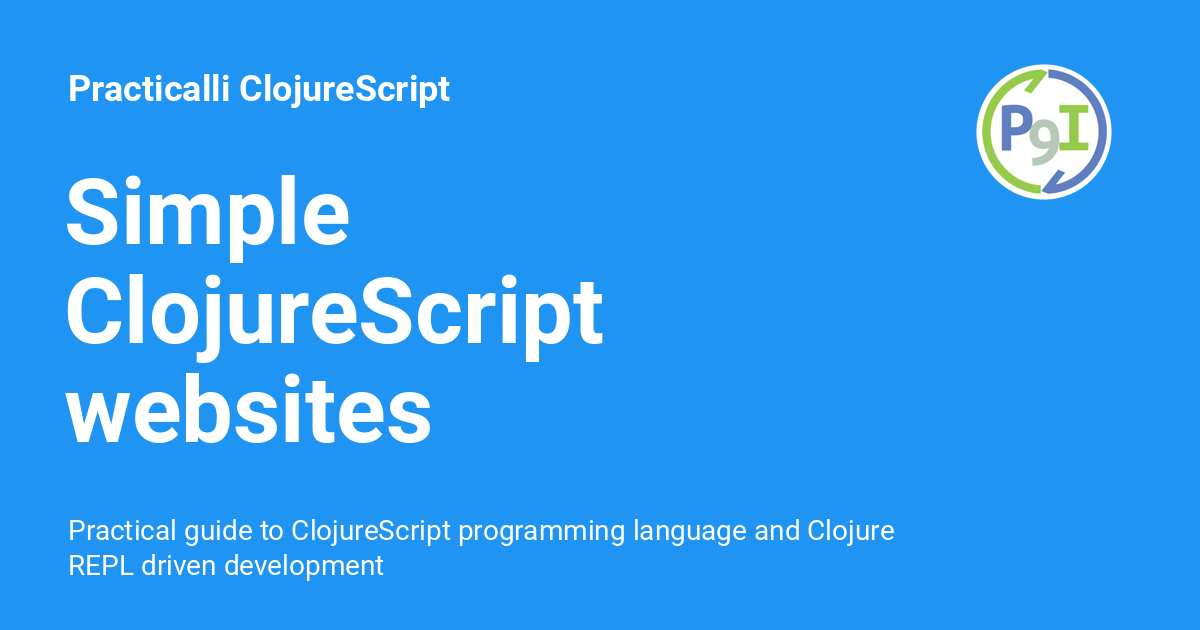 Practicalli ClojureScript
P9I
Simple
ClojureScript
websites
Practical guide to ClojureScript programming language and Clojure
REPL driven development